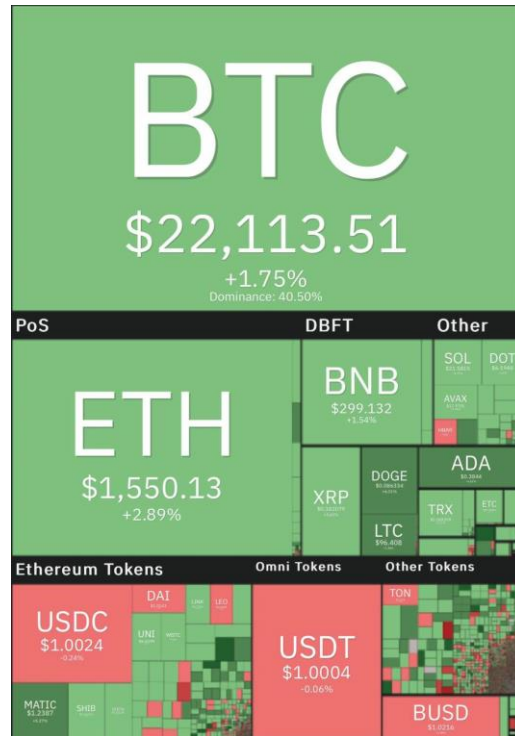 BTC
$22,113.51
+1.75%
Dominance: 40.50%
PoS
DBFT
Other
ETH
$1,550.13
+2.89%
BNB
$299.132
+1.54%
SOL
DOT
AVAX
XRP
DOGE
LTC
$96.408
ADA
$0.3844
TRX
ETC
Ethereum Tokens
Omni Tokens
Other Tokens
USDC
$1.0024
-0.24%
DAI
LINK
LEO
UNI
MATIC
$1.2387
SHIB
USDT
$1.0004
-0.06%
TON
BUSD
$1.0216